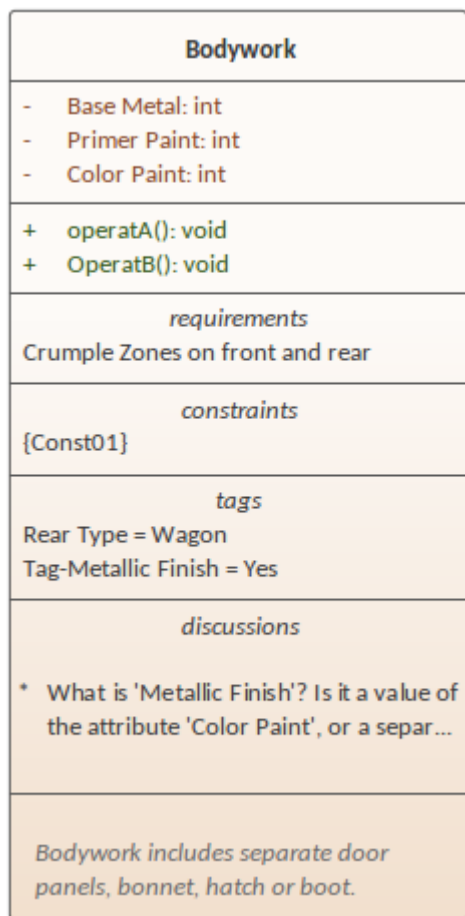 Bodywork
- Base Metal: int
- Primer Paint: int
- Color Paint: int
+ operatA(): void
+ OperatB(): void
requirements
Crumple Zones on front and rear
constraints
{Const01}
tags
Rear Type = Wagon
Tag-Metallic Finish = Yes
discussions
* What is 'Metallic Finish'? Is it a value of
the attribute 'Color Paint', or a separ...
Bodywork includes separate door
panels, bonnet, hatch or boot.